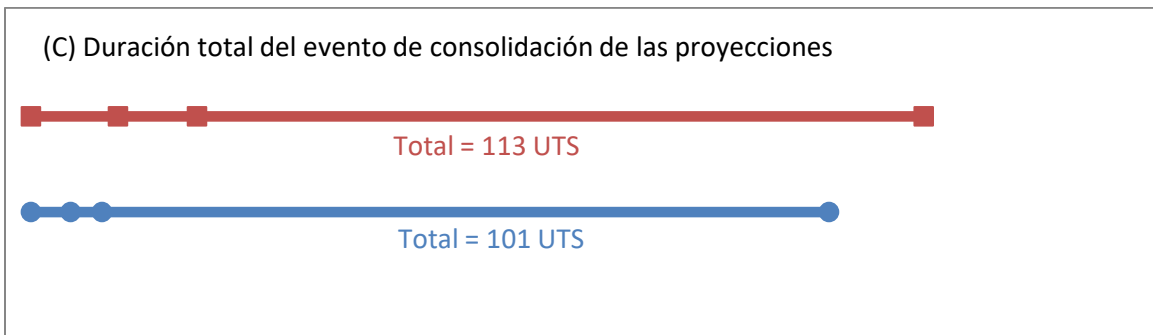 (C) Duración total del evento de consolidación de las proyecciones
Total = 113 UTS
Total = 101 UTS